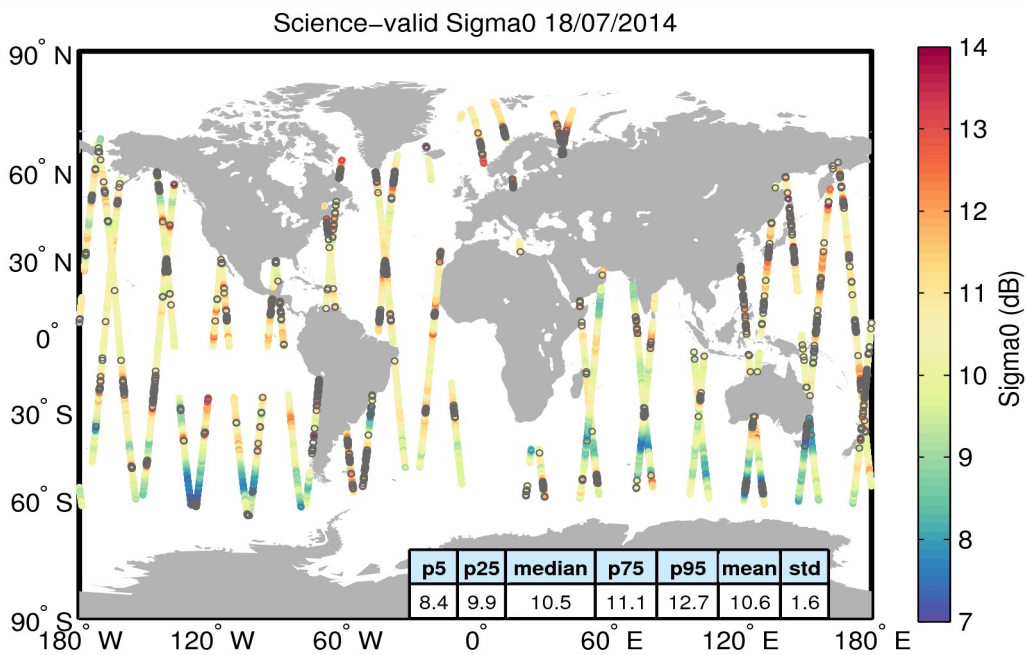 Science−valid Sigma0 18/07/2014
90° N
60° N
30° N
0°
30° S
60° S
90° S
180° W
120° W
60° W
0°
60° E
120° E
180° E
p5 p25 median p75 p95 mean std
8.4 9.9 10.5 11.1 12.7 10.6 1.6
14
13
12
11
10
9
8
7
Sigma0 (dB)